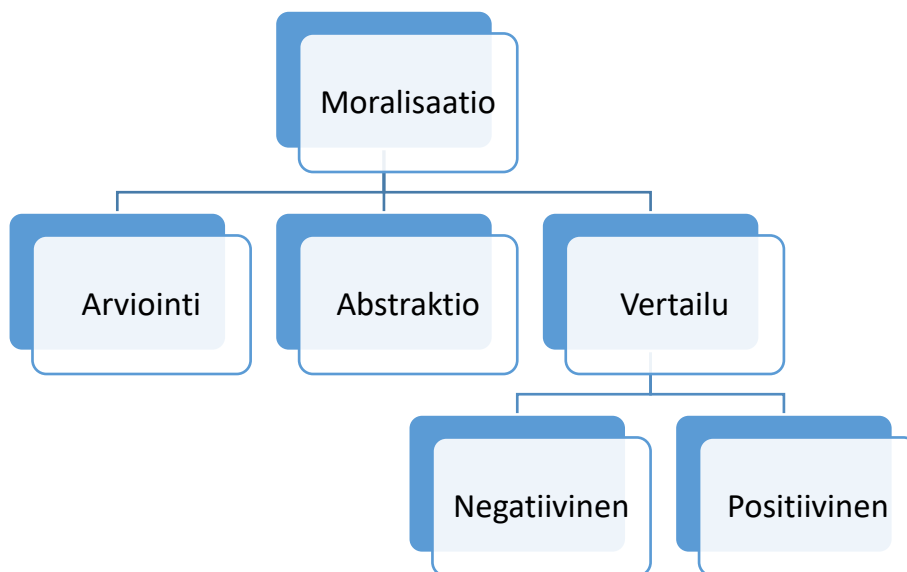 Moralisaatio
Arviointi
Abstraktio
Vertailu
Negatiivinen
Positiivinen